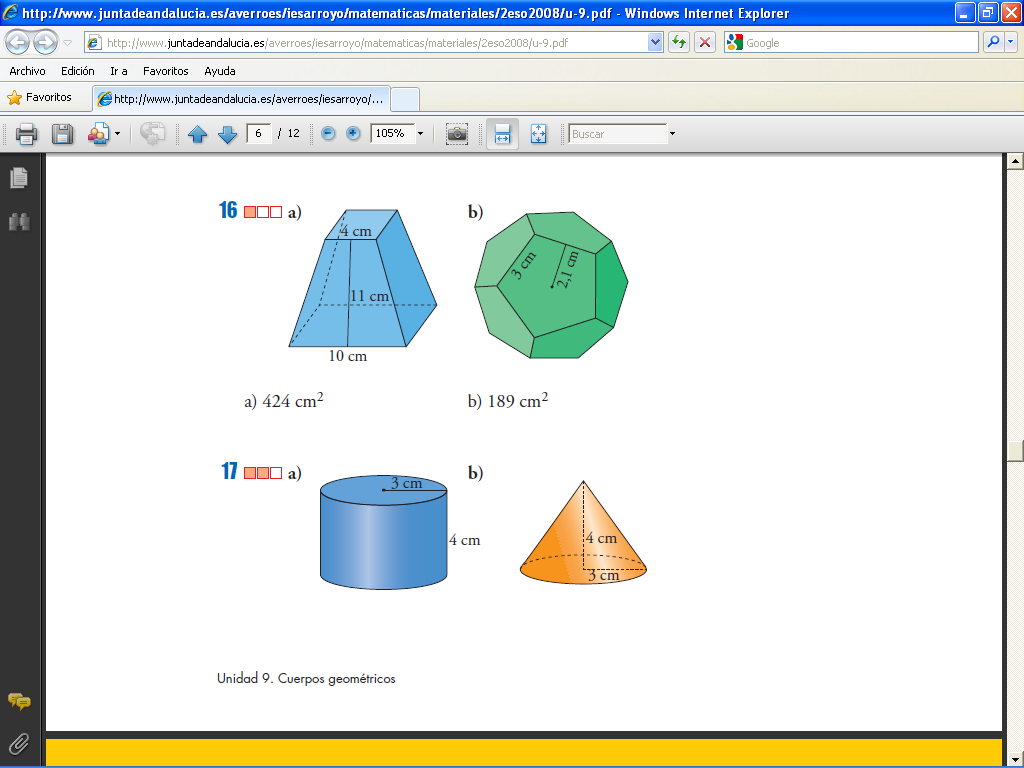 http://www.juntadeandalucia.es/averroes/iesarroyo/matematicas/materiales/2eso2008/u-9.pdf - Windows Internet Explorer
http://www.juntadeandalucia.es/averroes/iesarroyo/matematicas/materiales/2eso2008/u-9.pdf
Google
Archivo Edición Ir a Favoritos Ayuda
Favoritos http://www.juntadeandalucia.es/averroes/iesarroyo/...
6 / 12 105% Buscar
16 a) b)
4 cm
11 cm
10 cm
3 cm
2,1 cm
a) 424 cm² b) 189 cm²
17 a) b)
3 cm
4 cm
4 cm
3 cm
Unidad 9. Cuerpos geométricos